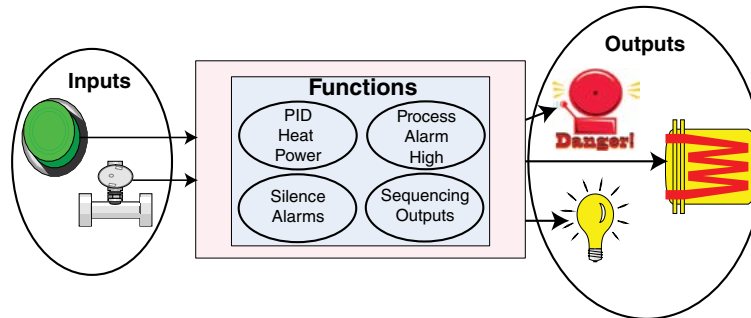 Inputs
Functions
PID
Heat
Power
Process
Alarm
High
Silence
Alarms
Sequencing
Outputs
Outputs
Danger!